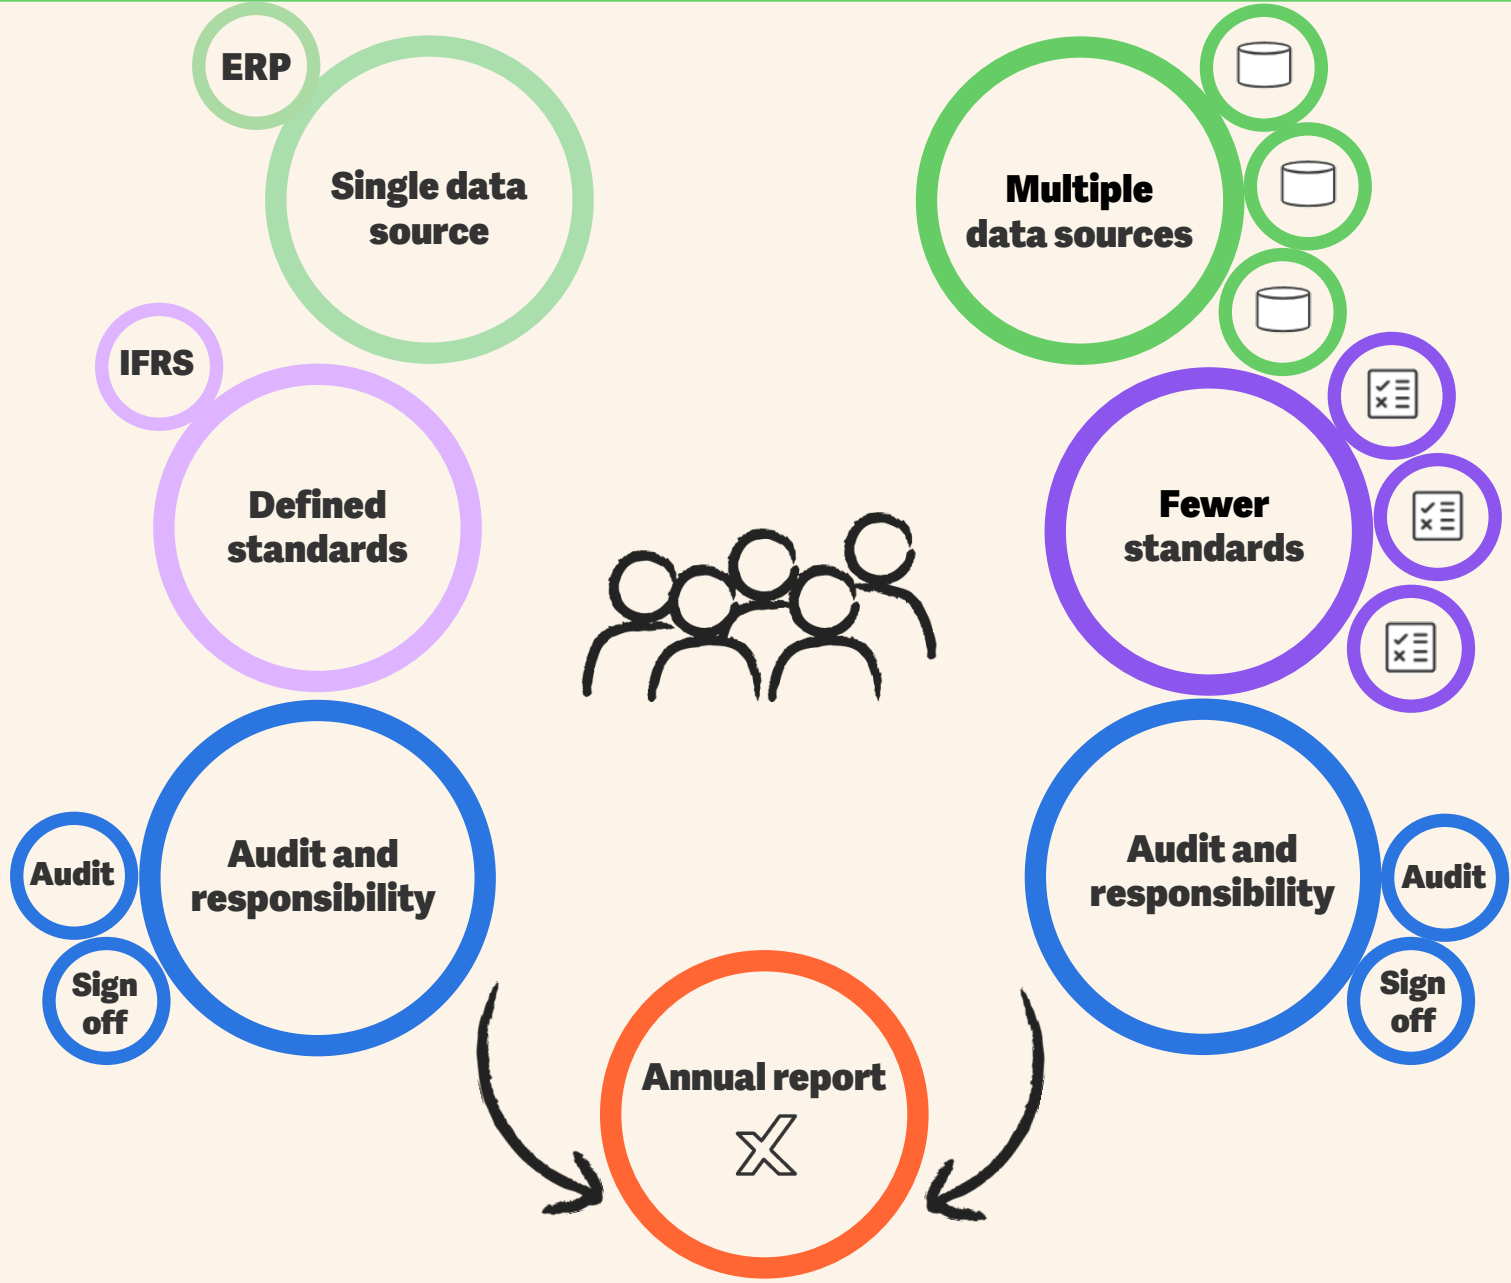 ERP
Single data
source
IFRS
Defined
standards
Audit and
responsibility
Audit
Sign
off
Multiple
data sources
Fewer
standards
Audit and
responsibility
Audit
Sign
off
Annual report